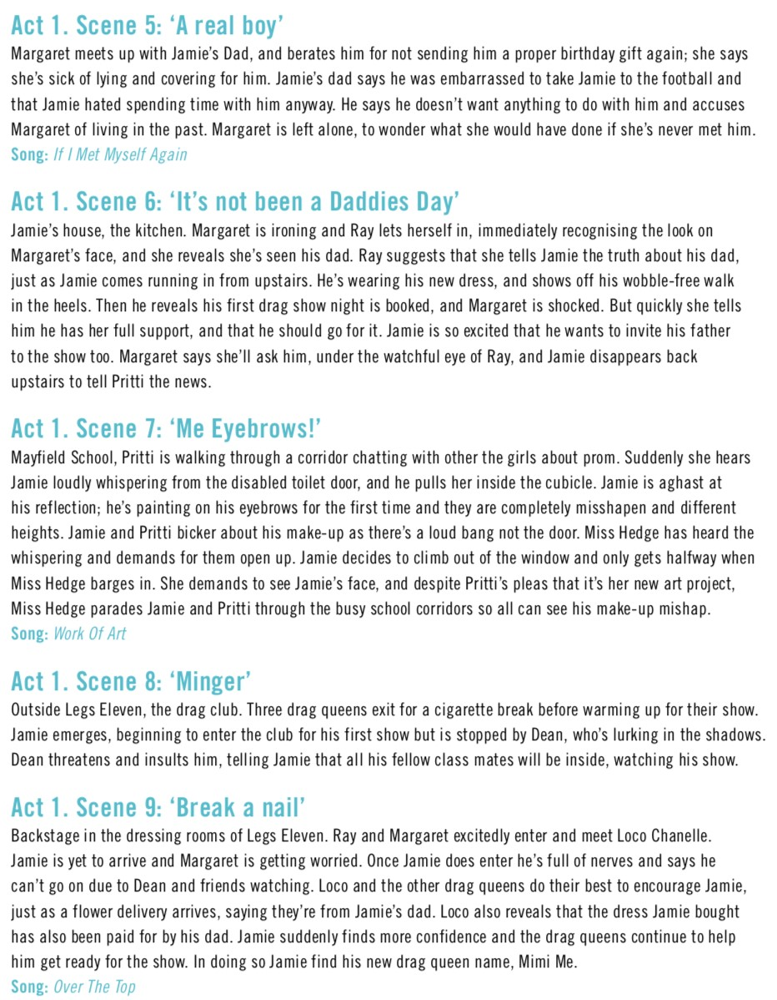 Act 1. Scene 5: ‘A real boy’
Margaret meets up with Jamie’s Dad, and berates him for not sending him a proper birthday gift again; she says
she’s sick of lying and covering for him. Jamie’s dad says he was embarrassed to take Jamie to the football and
that Jamie hated spending time with him anyway. He says he doesn’t want anything to do with him and accuses
Margaret of living in the past. Margaret is left alone, to wonder what she would have done if she’s never met him.
Song: If I Met Myself Again
Act 1. Scene 6: ‘It’s not been a Daddies Day’
Jamie’s house, the kitchen. Margaret is ironing and Ray lets herself in, immediately recognising the look on
Margaret’s face, and she reveals she’s seen his dad. Ray suggests that she tells Jamie the truth about his dad,
just as Jamie comes running in from upstairs. He’s wearing his new dress, and shows off his wobble-free walk
in the heels. Then he reveals his first drag show night is booked, and Margaret is shocked. But quickly she tells
him he has her full support, and that he should go for it. Jamie is so excited that he wants to invite his father
to the show too. Margaret says she’ll ask him, under the watchful eye of Ray, and Jamie disappears back
upstairs to tell Pritti the news.
Act 1. Scene 7: ‘Me Eyebrows!’
Mayfield School, Pritti is walking through a corridor chatting with other the girls about prom. Suddenly she hears
Jamie loudly whispering from the disabled toilet door, and he pulls her inside the cubicle. Jamie is aghast at
his reflection; he’s painting on his eyebrows for the first time and they are completely misshapen and different
heights. Jamie and Pritti bicker about his make-up as there’s a loud bang not the door. Miss Hedge has heard the
whispering and demands for them open up. Jamie decides to climb out of the window and only gets halfway when
Miss Hedge barges in. She demands to see Jamie’s face, and despite Pritti’s pleas that it’s her new art project,
Miss Hedge parades Jamie and Pritti through the busy school corridors so all can see his make-up mishap.
Song: Work Of Art
Act 1. Scene 8: ‘Minger’
Outside Legs Eleven, the drag club. Three drag queens exit for a cigarette break before warming up for their show.
Jamie emerges, beginning to enter the club for his first show but is stopped by Dean, who’s lurking in the shadows.
Dean threatens and insults him, telling Jamie that all his fellow class mates will be inside, watching his show.
Act 1. Scene 9: ‘Break a nail’
Backstage in the dressing rooms of Legs Eleven. Ray and Margaret excitedly enter and meet Loco Chanelle.
Jamie is yet to arrive and Margaret is getting worried. Once Jamie does enter he’s full of nerves and says he
can’t go on due to Dean and friends watching. Loco and the other drag queens do their best to encourage Jamie,
just as a flower delivery arrives, saying they’re from Jamie’s dad. Loco also reveals that the dress Jamie bought
has also been paid for by his dad. Jamie suddenly finds more confidence and the drag queens continue to help
him get ready for the show. In doing so Jamie find his new drag queen name, Mimi Me.
Song: Over The Top